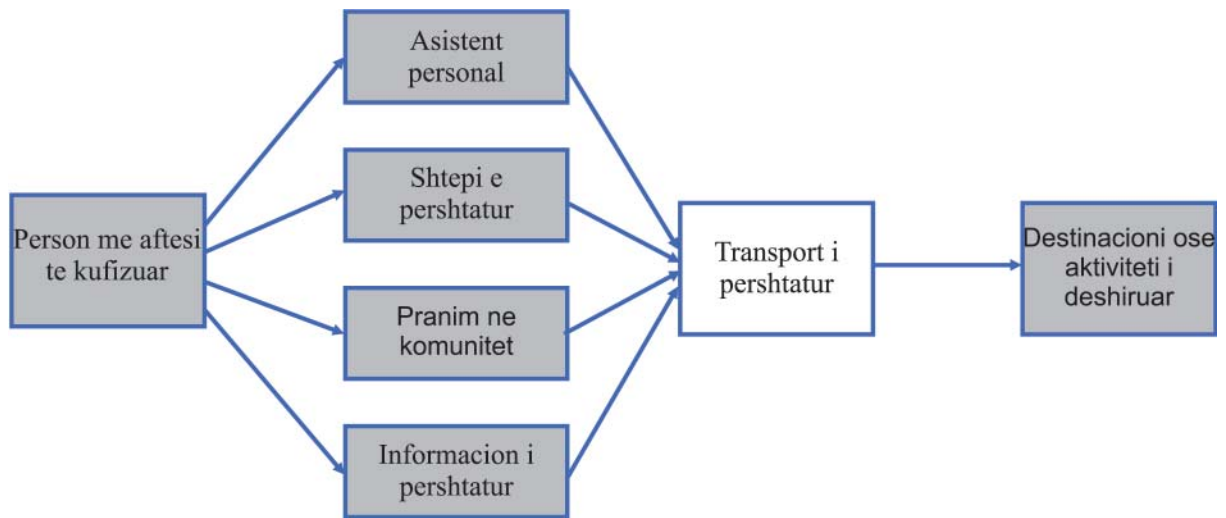 Asistent
personal
Shtepi e
pershtatur
Person me aftesi
te kufizuar
Transport i
pershtatur
Destinacioni ose
aktiviteti i
deshiruar
Pranim ne
komunitet
Informacion i
pershtatur